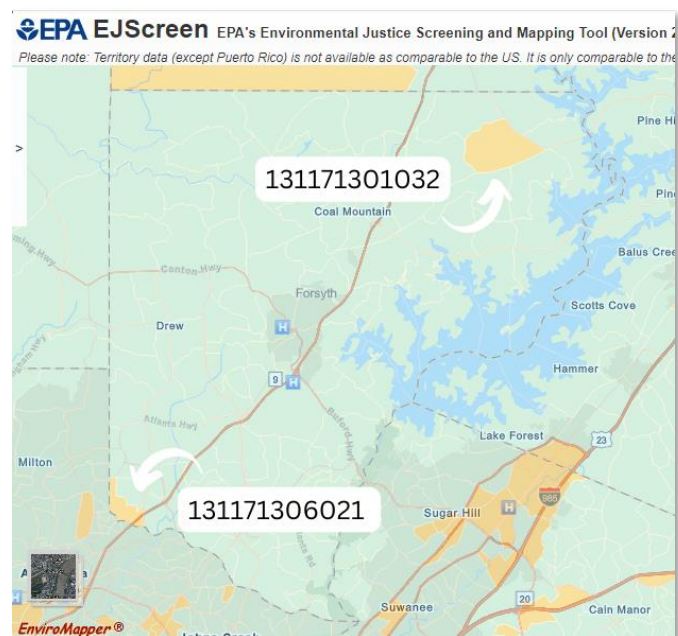 EPA EJScreen EPA's Environmental Justice Screening and Mapping Tool (Version 2
Please note: Territory data (except Puerto Rico) is not available as comparable to the US. It is only comparable to the
>
Pine Hi
131171301032
Coal Mountain
Pin
Balus Cree
Canton Hwy
Forsyth
Scotts Cove
Drew
H
Hammer
9
H
Atlanta Hwy
Buford Hwy
Lake Forest
23
Milton
985
131171306021
Sugar Hill
H
H
20
Suwanee
Cain Manor
EnviroMapper®